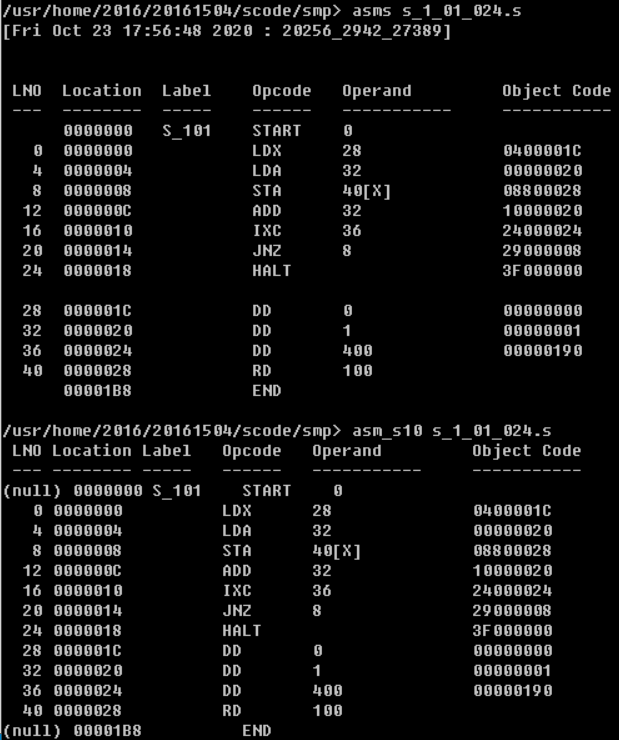 /usr/home/2016/20161504/scode/smp> asms s_1_01_024.s
[Fri Oct 23 17:56:48 2020 : 20256_2942_27389]
LNO Location Label Opcode Operand Object Code
--- -------- ----- ------ ----------- -----------
0000000 S_101 START 0
0 0000000 LDX 28 0400001C
4 0000004 LDA 32 00000020
8 0000008 STA 40[X] 08800028
12 000000C ADD 32 10000020
16 0000010 IXC 36 24000024
20 0000014 JNZ 8 29000008
24 0000018 HALT 3F000000
28 000001C DD 0 00000000
32 0000020 DD 1 00000001
36 0000024 DD 400 00000190
40 0000028 RD 100
00001B8 END
/usr/home/2016/20161504/scode/smp> asm_s10 s_1_01_024.s
LNO Location Label Opcode Operand Object Code
--- -------- ----- ------ ----------- -----------
(null) 0000000 S_101 START 0
0 0000000 LDX 28 0400001C
4 0000004 LDA 32 00000020
8 0000008 STA 40[X] 08800028
12 000000C ADD 32 10000020
16 0000010 IXC 36 24000024
20 0000014 JNZ 8 29000008
24 0000018 HALT 3F000000
28 000001C DD 0 00000000
32 0000020 DD 1 00000001
36 0000024 DD 400 00000190
40 0000028 RD 100
(null) 00001B8 END